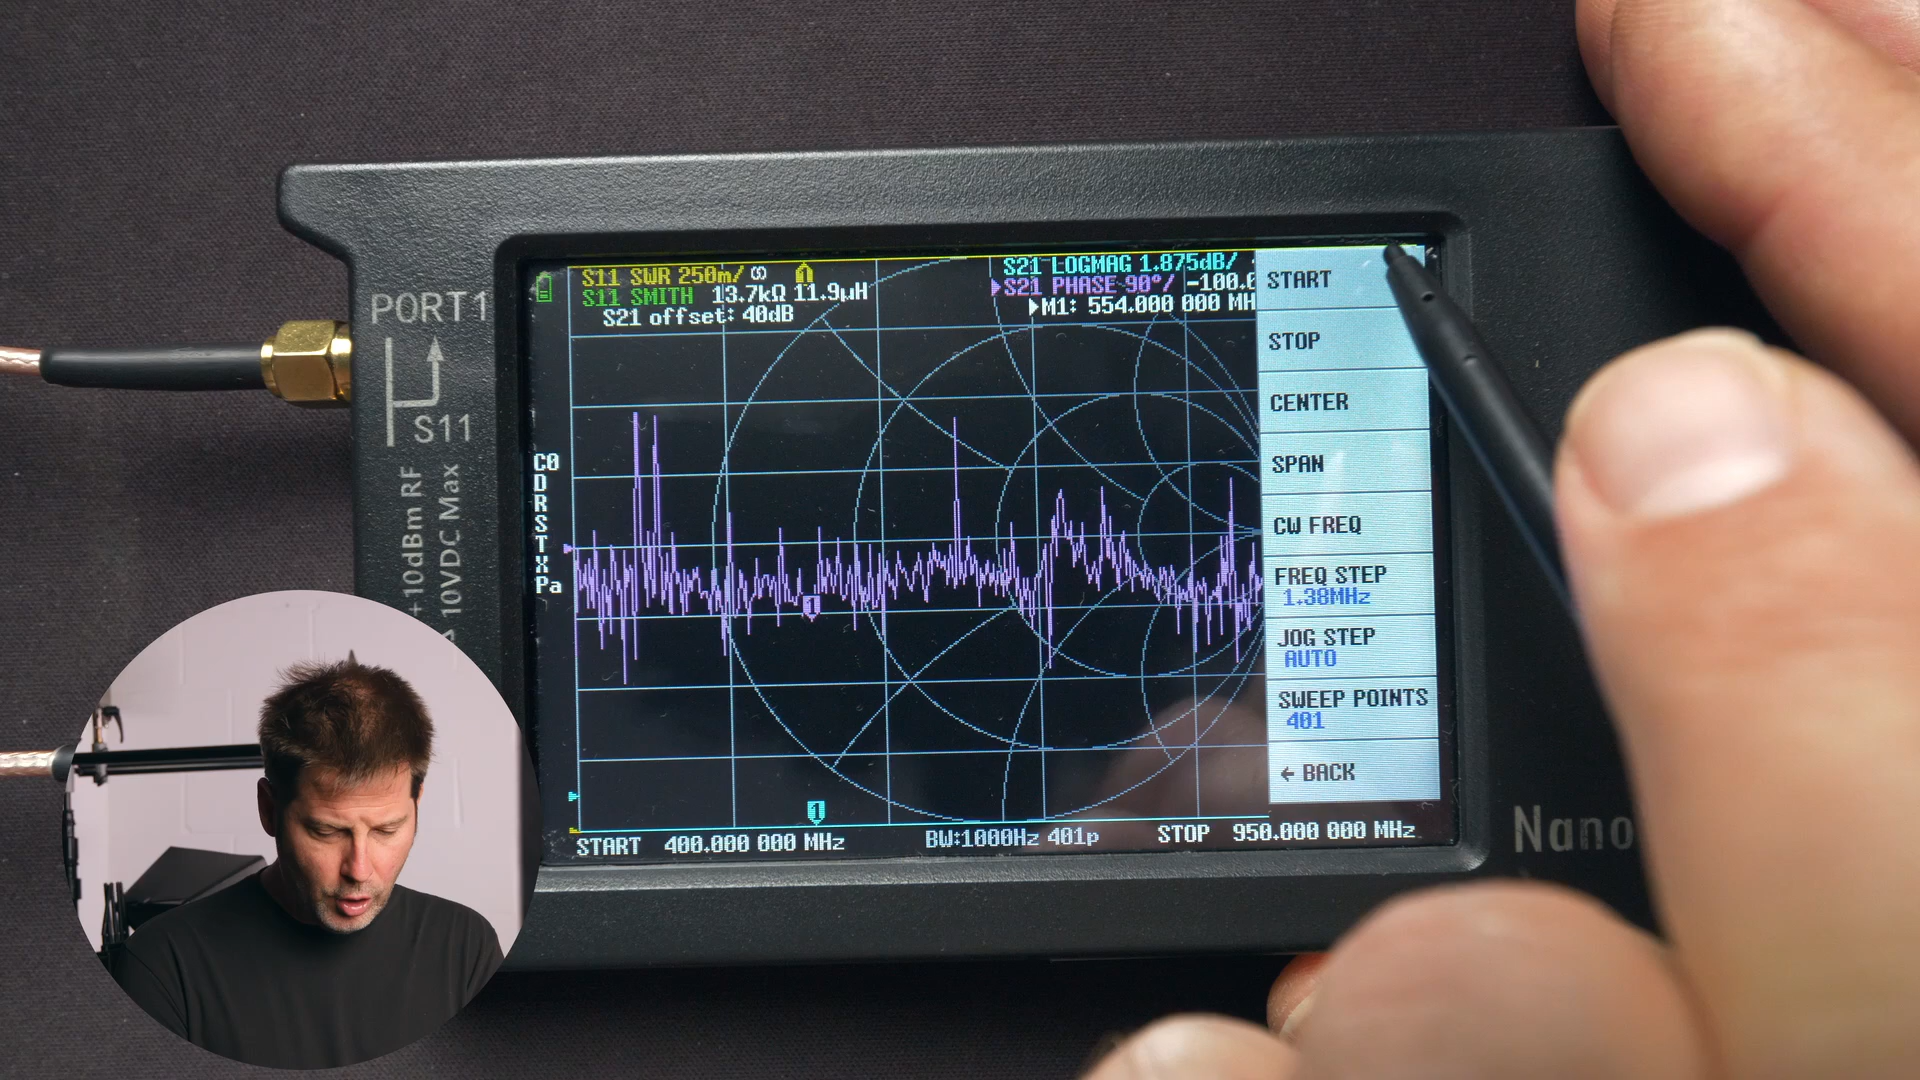 PORT1
S11
+10dBm RF
10VDC Max
S11 SWR 250m/
S11 SMITH 13.7kΩ 11.9µH
S21 offset: 40dB
S21 LOGMAG 1.875dB/
S21 PHASE 90°/ -100.0
M1: 554.000 000 MH
C0
D
R
S
T
X
Pa
1
1
START 400.000 000 MHz
BW:1000Hz 401p
STOP 950.000 000 MHz
START
STOP
CENTER
SPAN
CW FREQ
FREQ STEP
1.38MHz
JOG STEP
AUTO
SWEEP POINTS
401
← BACK
Nano